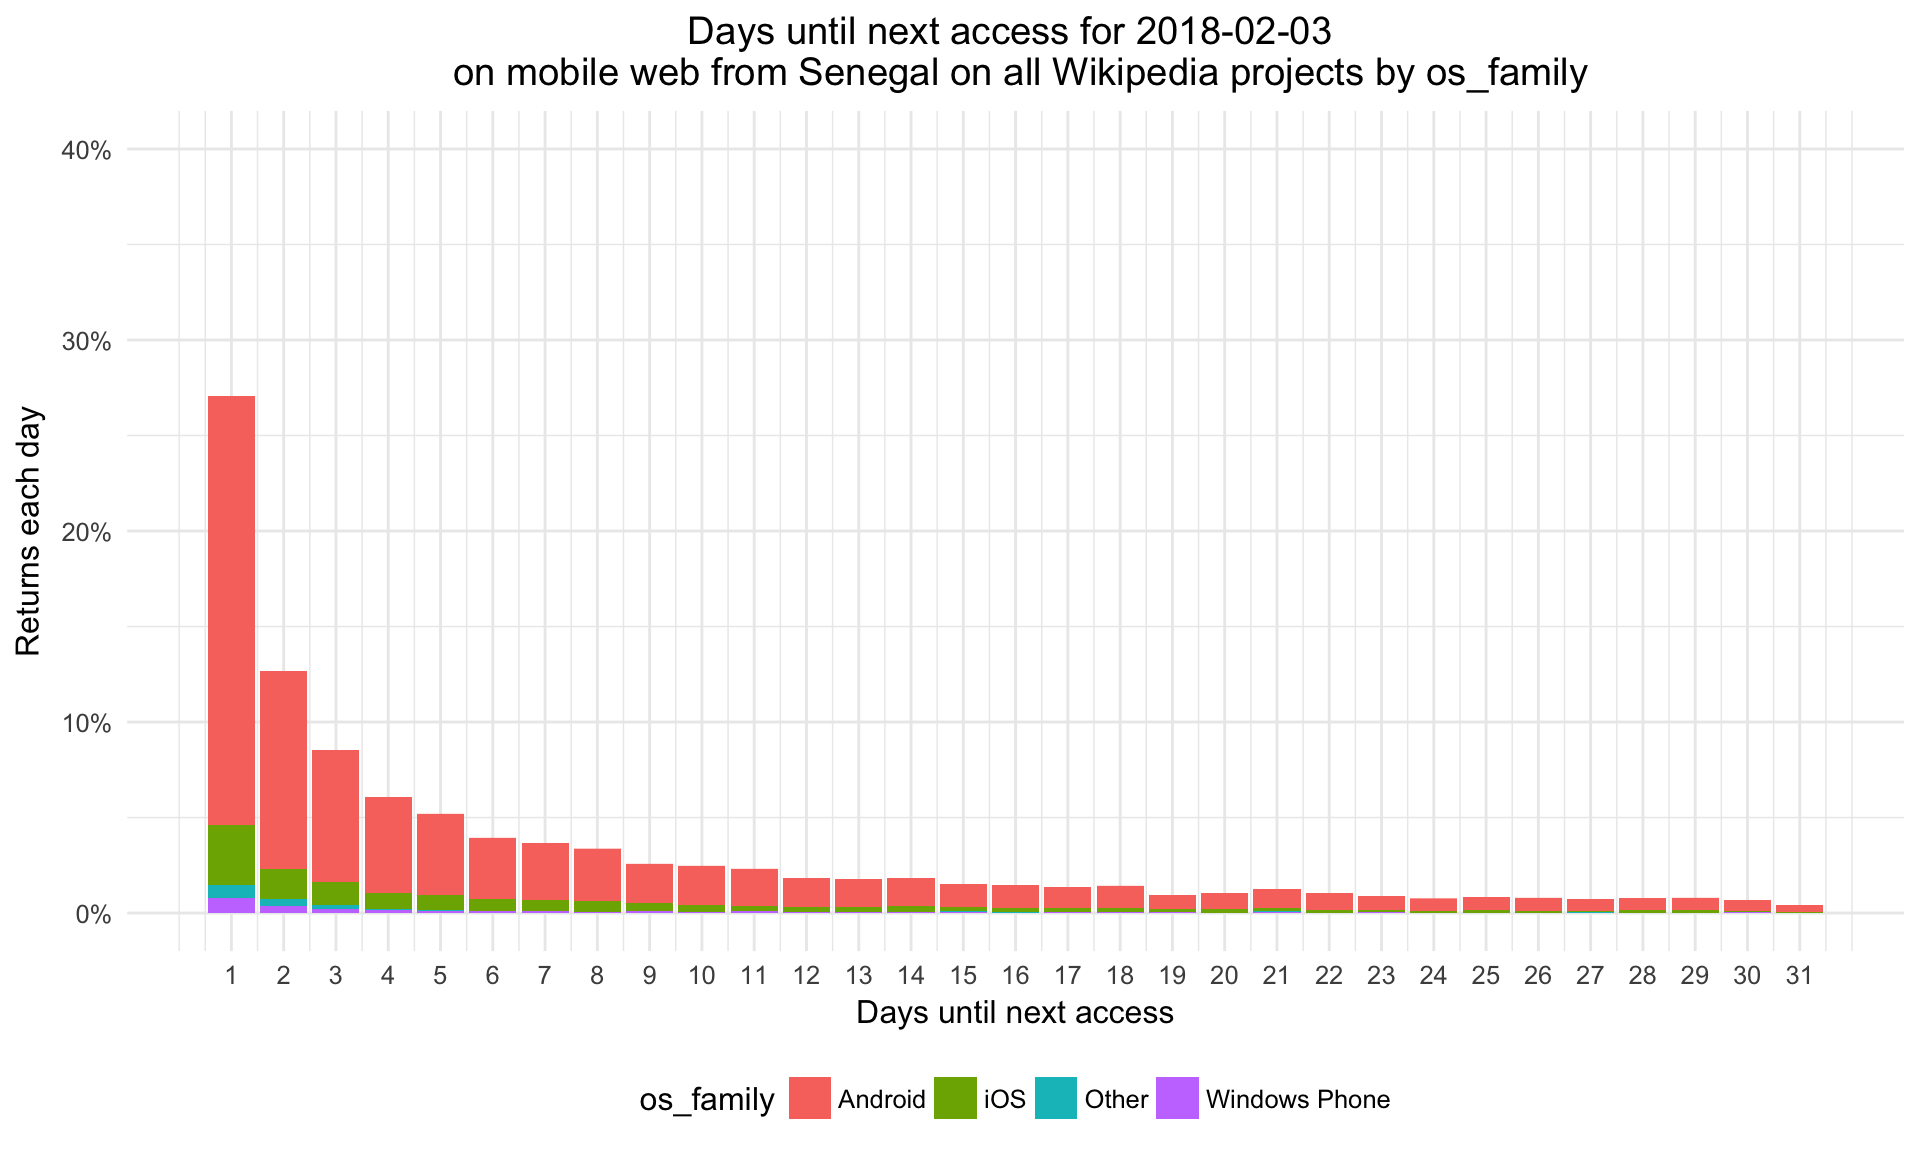 Days until next access for 2018-02-03
on mobile web from Senegal on all Wikipedia projects by os_family
Returns each day
40%
30%
20%
10%
0%
1 2 3 4 5 6 7 8 9 10 11 12 13 14 15 16 17 18 19 20 21 22 23 24 25 26 27 28 29 30 31
Days until next access
os_family Android iOS Other Windows Phone